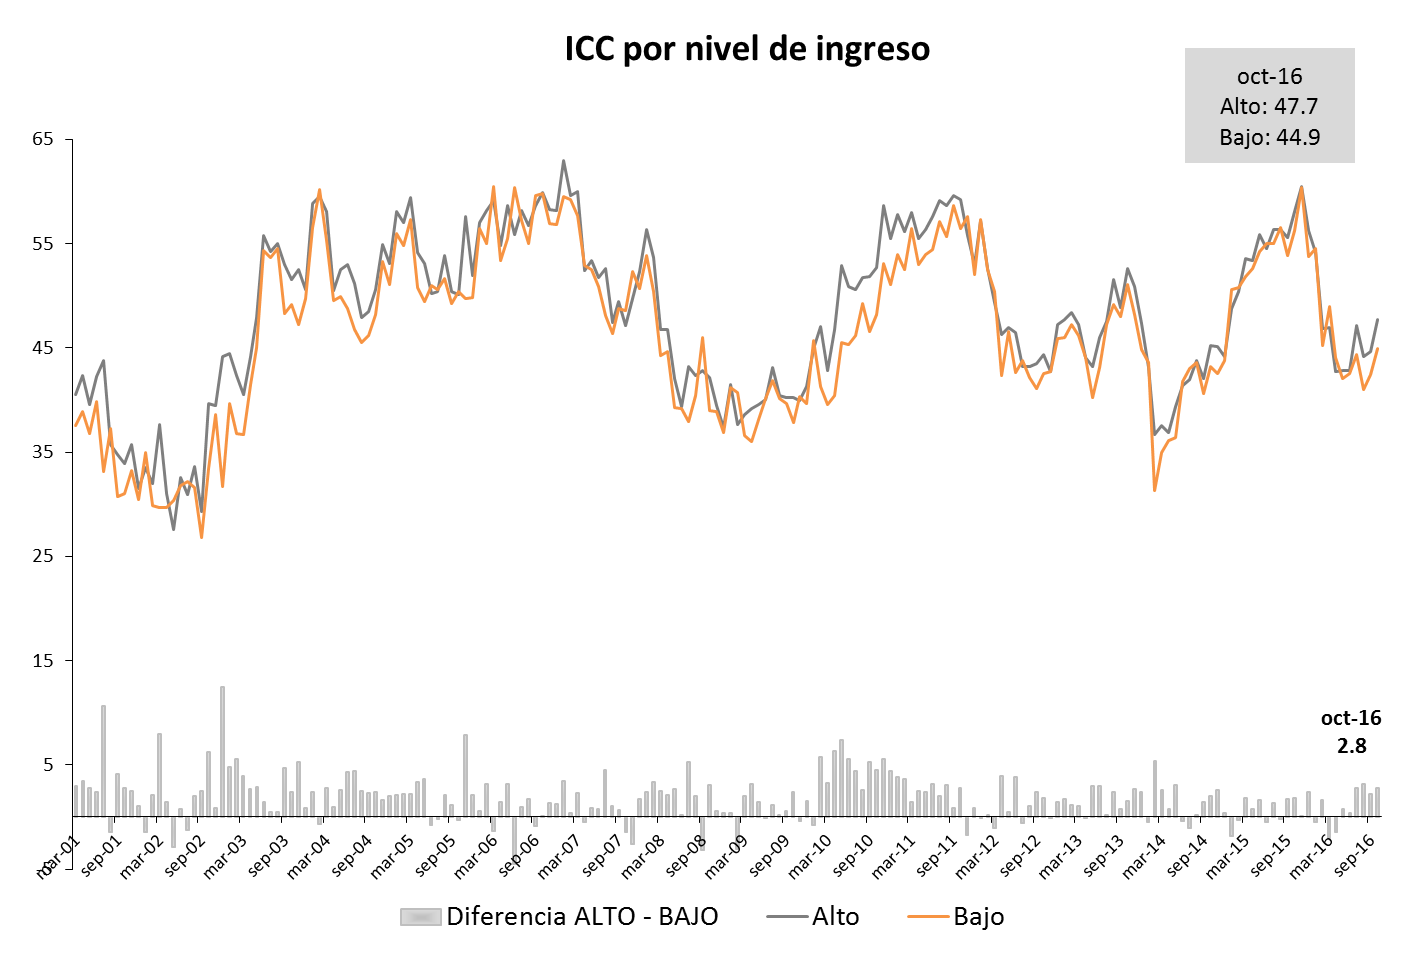 ICC por nivel de ingreso
oct-16
Alto: 47.7
Bajo: 44.9
65
55
45
35
25
15
5
-5
oct-16
2.8
mar-01
sep-01
mar-02
sep-02
mar-03
sep-03
mar-04
sep-04
mar-05
sep-05
mar-06
sep-06
mar-07
sep-07
mar-08
sep-08
mar-09
sep-09
mar-10
sep-10
mar-11
sep-11
mar-12
sep-12
mar-13
sep-13
mar-14
sep-14
mar-15
sep-15
mar-16
sep-16
Diferencia ALTO - BAJO
Alto
Bajo